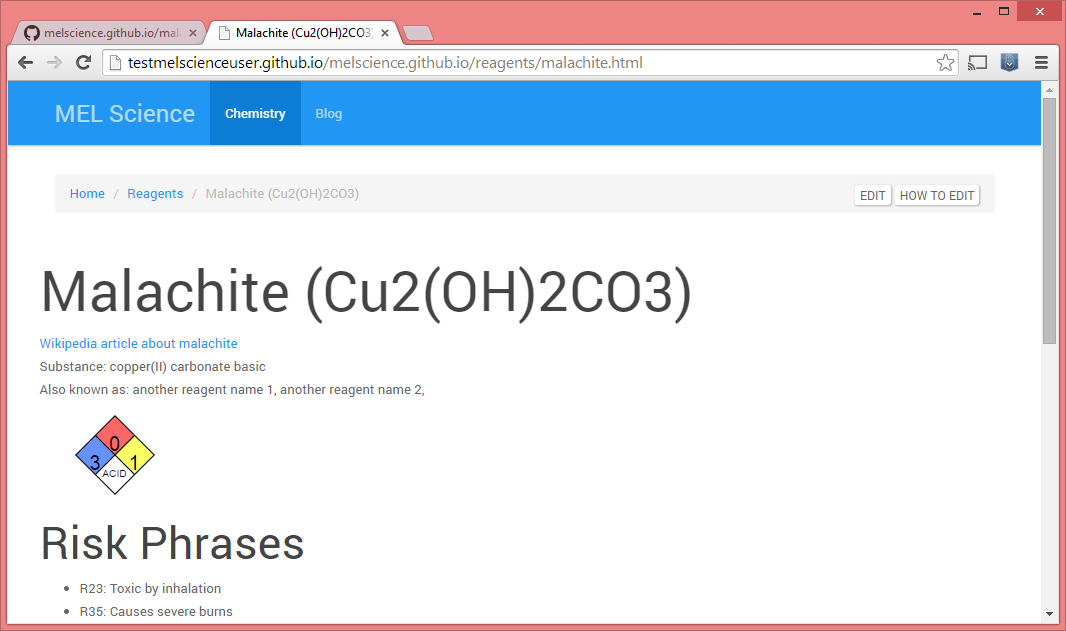 melscience.github.io/mal
Malachite (Cu2(OH)2CO3)
testmelscienceuser.github.io/melscience.github.io/reagents/malachite.html
MEL Science Chemistry Blog
Home / Reagents / Malachite (Cu2(OH)2CO3) EDIT HOW TO EDIT
Malachite (Cu2(OH)2CO3)
Wikipedia article about malachite
Substance: copper(II) carbonate basic
Also known as: another reagent name 1, another reagent name 2,
0
3 1
ACID
Risk Phrases
R23: Toxic by inhalation
R35: Causes severe burns